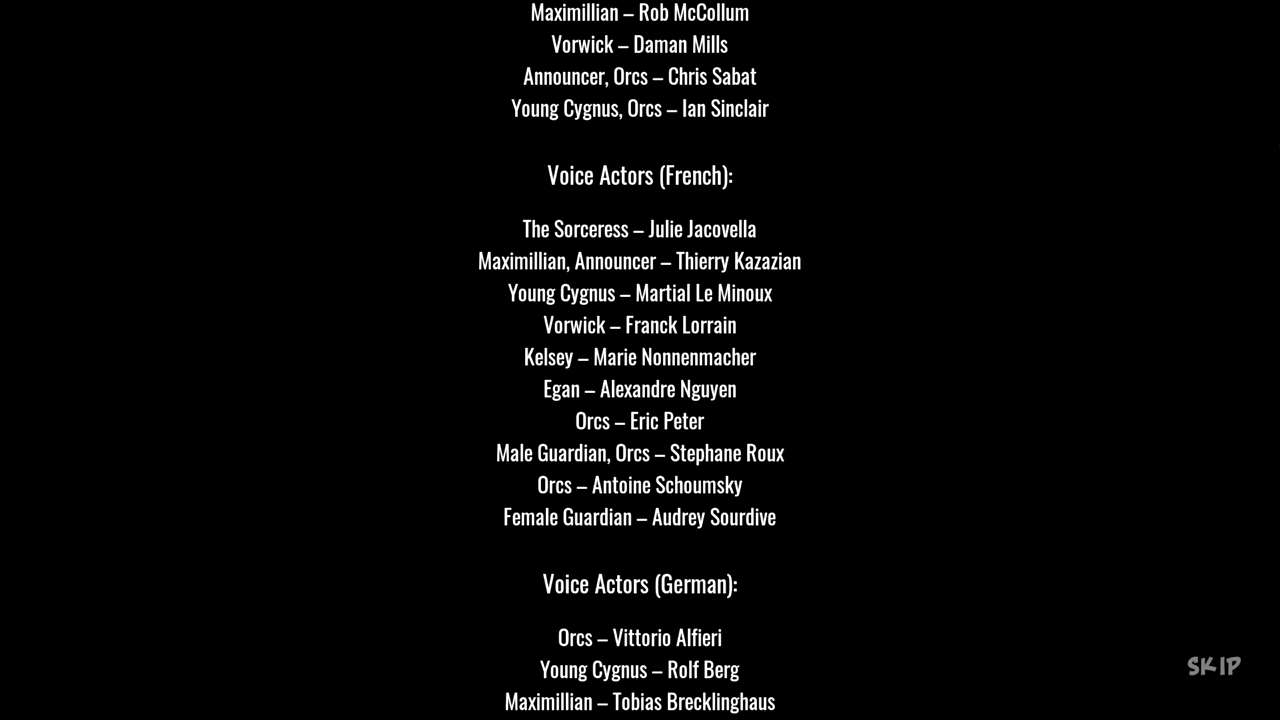 Maximillian – Rob McCollum
Vorwick – Daman Mills
Announcer, Orcs – Chris Sabat
Young Cygnus, Orcs – Ian Sinclair
Voice Actors (French):
The Sorceress – Julie Jacovella
Maximillian, Announcer – Thierry Kazazian
Young Cygnus – Martial Le Minoux
Vorwick – Franck Lorrain
Kelsey – Marie Nonnenmacher
Egan – Alexandre Nguyen
Orcs – Eric Peter
Male Guardian, Orcs – Stephane Roux
Orcs – Antoine Schoumsky
Female Guardian – Audrey Sourdive
Voice Actors (German):
Orcs – Vittorio Alfieri
Young Cygnus – Rolf Berg
SKIP
Maximillian – Tobias Brecklinghaus